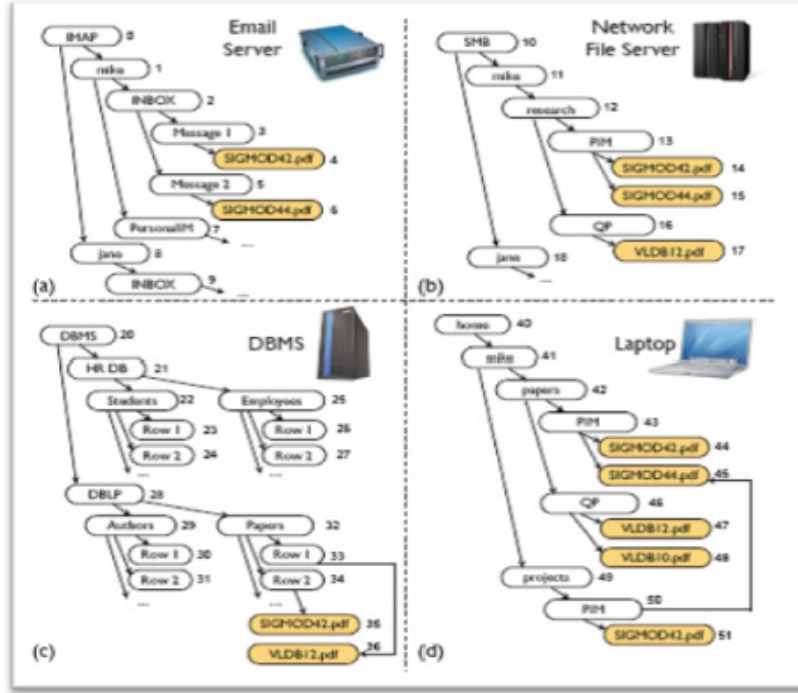 Email
Server
IMAP 0
mike 1
INBOX 2
Message 1 3
SIGMOD42.pdf 4
Message 2 5
SIGMOD44.pdf 6
PersonalIM 7
...
jane 8
INBOX 9
...
(a)
Network
File Server
SMB 10
mike 11
research 12
PIM 13
SIGMOD42.pdf 14
SIGMOD44.pdf 15
QP 16
VLDB12.pdf 17
jane 18
...
(b)
DBMS
DBMS 20
HR DB 21
Students 22
Employees 25
Row 1 23
Row 1 26
Row 2 24
Row 2 27
...
...
DBLP 28
Authors 29
Papers 32
Row 1 30
Row 1 33
Row 2 31
Row 2 34
...
...
SIGMOD42.pdf 35
VLDB12.pdf 36
(c)
Laptop
home 40
mike 41
papers 42
PIM 43
SIGMOD42.pdf 44
SIGMOD44.pdf 45
QP 46
VLDB12.pdf 47
VLDB10.pdf 48
projects 49
PIM 50
SIGMOD42.pdf 51
(d)